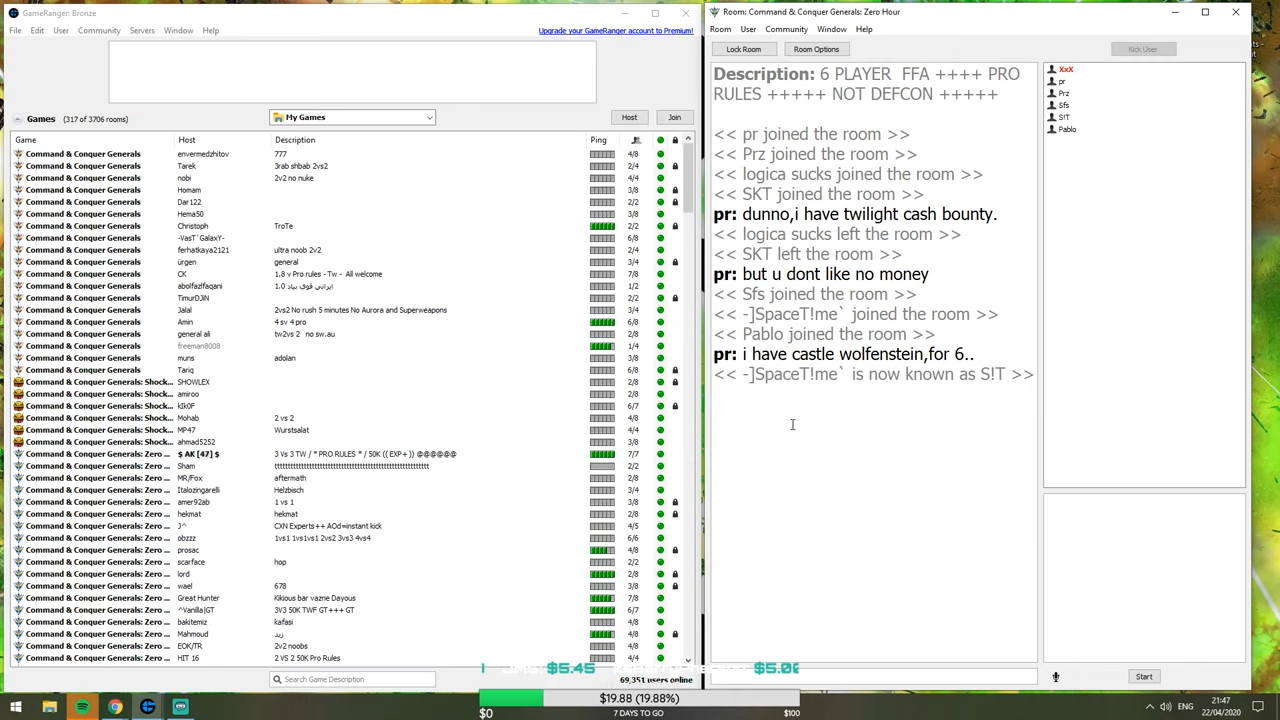 GameRanger: Bronze
File Edit User Community Servers Window Help
Upgrade your GameRanger account to Premium!
Games (317 of 3706 rooms) My Games Host Join
Game Host Description Ping
Command & Conquer Generals envermedzhitov 777 4/8
Command & Conquer Generals Tarek 3rab shbab 2vs2 2/4
Command & Conquer Generals nobi 2v2 no nuke 4/4
Command & Conquer Generals Homam 3/8
Command & Conquer Generals Dar122 2/2
Command & Conquer Generals Hema50 3/8
Command & Conquer Generals Christoph TroTe 2/2
Command & Conquer Generals -VasT`GalaxY- 6/8
Command & Conquer Generals ferhatkayaa2121 ultra nooob 2v2 2/4
Command & Conquer Generals ürgen general 3/4
Command & Conquer Generals CK 1.8 v Pro rules - Tw - All welcome 7/8
Command & Conquer Generals abolfazlfaqani 1.0 ایرانی قوی بیاد 1/2
Command & Conquer Generals TimurDJiN 2/2
Command & Conquer Generals Jalal 2vs2 No rush 5 minutes No Aurora and Superweapons 3/4
Command & Conquer Generals Amin 4 sv 4 pro 6/8
Command & Conquer Generals general ali tw2vs 2 no sw.au 2/8
Command & Conquer Generals freeman8008 1/4
Command & Conquer Generals muns adolan 3/8
Command & Conquer Generals Tariq 6/8
Command & Conquer Generals: Shock... SHOWLEX 2/8
Command & Conquer Generals: Shock... amiroo 2/8
Command & Conquer Generals: Shock... kIk0F 6/7
Command & Conquer Generals: Shock... Mohab 2 vs 2 4/8
Command & Conquer Generals: Shock... MP47 Wurstsalat 4/4
Command & Conquer Generals: Shock... ahmad5252 3/8
Command & Conquer Generals: Zero ... $ AK [47] $ 3 Vs 3 TW / * PRO RULES * / 50K (( EXP+ )) @@@@@@ 7/7
Command & Conquer Generals: Zero ... Sham 2/2
Command & Conquer Generals: Zero ... MR/Fox aftermath 2/8
Command & Conquer Generals: Zero ... Italozingarelli Helzbisch 3/4
Command & Conquer Generals: Zero ... amer92ab 1 vs 1 3/8
Command & Conquer Generals: Zero ... hekmat hekmat 3/8
Command & Conquer Generals: Zero ... J^ CXN Experts++ AOd=instant kick 4/5
Command & Conquer Generals: Zero ... obzzz 1vs1 1vs1vs1 2vs2 3vs3 4vs4 6/6
Command & Conquer Generals: Zero ... prosac 4/8
Command & Conquer Generals: Zero ... scarface hop 2/2
Command & Conquer Generals: Zero ... lord 2/8
Command & Conquer Generals: Zero ... wael 678 3/8
Command & Conquer Generals: Zero ... Great Hunter Kikious bar vazne Dayous 7/8
Command & Conquer Generals: Zero ... ^Vanilla|GT 3V3 50K TWF GT+++ GT 6/7
Command & Conquer Generals: Zero ... bakitemiz kafasi 3/8
Command & Conquer Generals: Zero ... Mahmoud زيد 4/8
Command & Conquer Generals: Zero ... EOK/TR 2v2 noobs 4/8
Command & Conquer Generals: Zero ... HIT 16 2 VS 2 50K Pro Rules 4/4
Search Game Description 69,351 users online
Room: Command & Conquer Generals: Zero Hour
Room User Community Window Help
Lock Room Room Options Kick User
Description: 6 PLAYER FFA ++++ PRO
RULES +++++ NOT DEFCON +++++
<< pr joined the room >>
<< Prz joined the room >>
<< logica sucks joined the room >>
<< SKT joined the room >>
pr: dunno,i have twilight cash bounty.
<< logica sucks left the room >>
<< SKT left the room >>
pr: but u dont like no money
<< Sfs joined the room >>
<< -]SpaceT!me` joined the room >>
<< Pablo joined the room >>
pr: i have castle wolfenstein,for 6..
<< -]SpaceT!me` is now known as S!T >>
XxX
pr
Prz
Sfs
S!T
Pablo
Start
$5.45 $5.00
$19.88 (19.88%)
$0 7 DAYS TO GO $100
ENG 21:47
22/04/2020